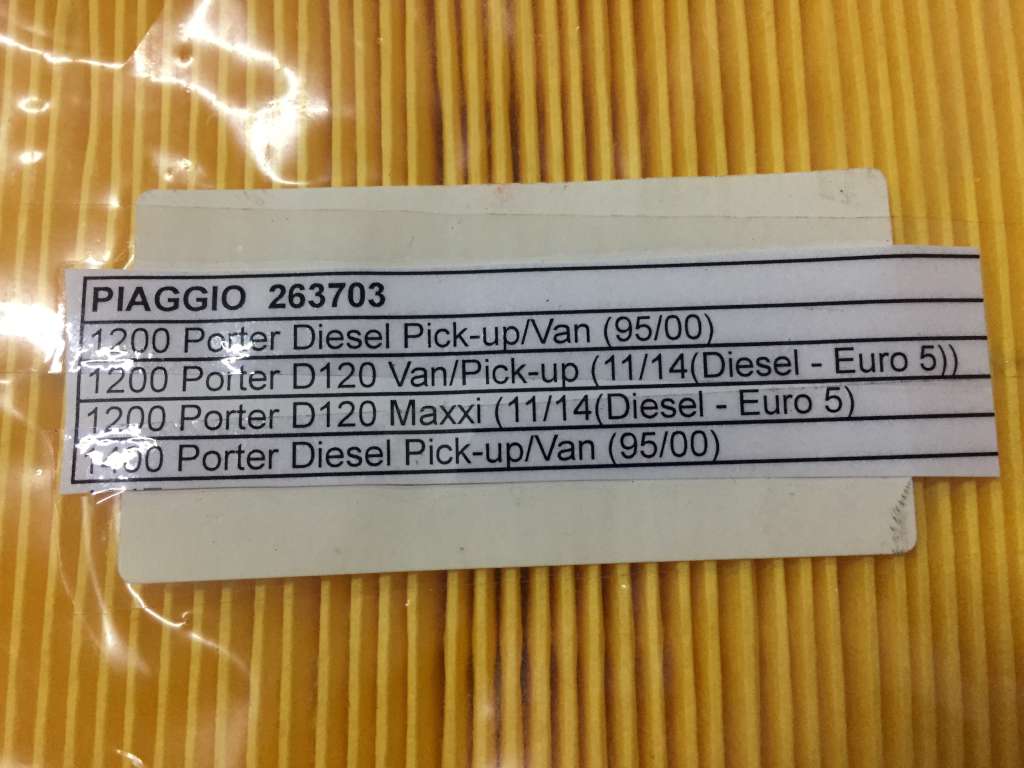 PIAGGIO 263703
1200 Porter Diesel Pick-up/Van (95/00)
1200 Porter D120 Van/Pick-up (11/14(Diesel - Euro 5))
1200 Porter D120 Maxxi (11/14(Diesel - Euro 5)
1400 Porter Diesel Pick-up/Van (95/00)